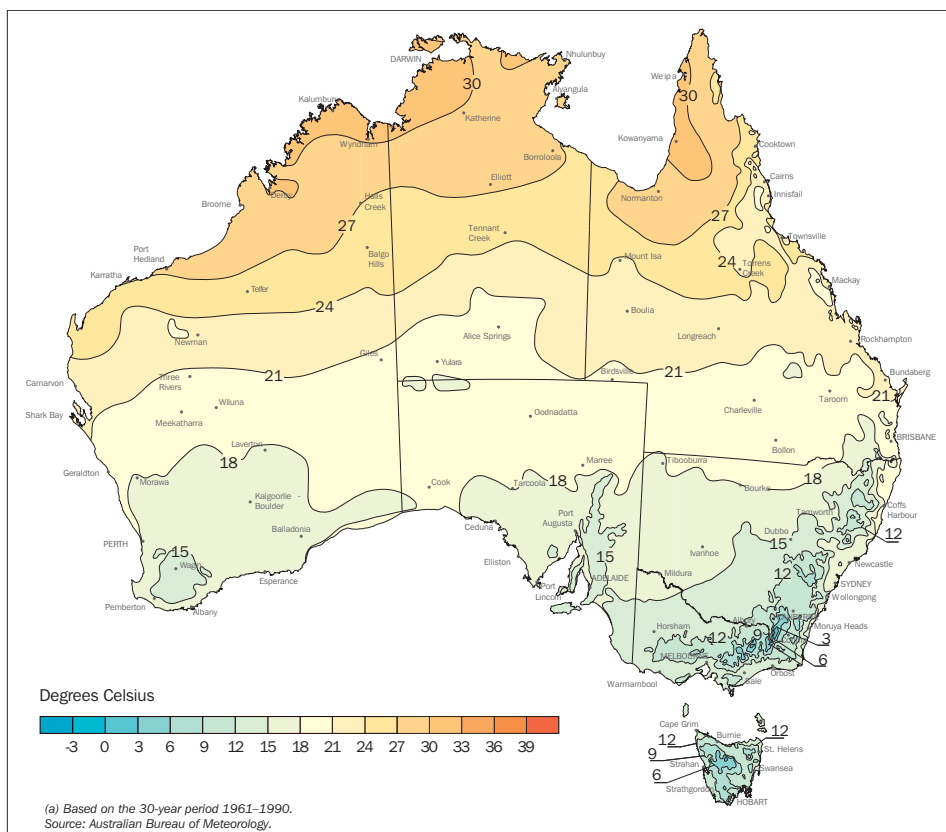 DARWIN
Nhulunbuy
Weipa
30
Alyangula
Kalumburu
30
Katherine
Wyndham
Kowanyama
Cooktown
Borroloola
Cairns
Elliott
Innisfail
Derby
Halls
Creek
Normanton
Broome
27
27
Tennant
Creek
Townsville
Port
Hedland
Balgo
Hills
Mount Isa
24
Torrens
Creek
Karratha
Mackay
Telfer
24
Boulia
Alice Springs
Longreach
Newman
Rockhampton
Giles
Yulara
21
Three
Rivers
Birdsville
21
Bundaberg
Carnarvon
Taroom
21
Wiluna
Charleville
Shark Bay
Meekatharra
Oodnadatta
BRISBANE
Laverton
Bollon
18
Marree
Tibooburra
Geraldton
Morawa
Cook
Tarcoola
18
Bourke
18
Kalgoorlie -
Boulder
Tamworth
Coffs
Harbour
Port
Augusta
Balladonia
Ceduna
Dubbo
12
PERTH
15
15
15
Ivanhoe
Elliston
Newcastle
Wagin
Esperance
Mildura
12
Port
Lincoln
ADELAIDE
SYDNEY
Pemberton
Albany
Wollongong
Horsham
12
Albury
9
Moruya Heads
3
MELBOURNE
6
Warrnambool
Sale
Orbost
Degrees Celsius
-3 0 3 6 9 12 15 18 21 24 27 30 33 36 39
Cape Grim
Burnie
12
12
9
St. Helens
Strahan
Swansea
6
Strathgordon
HOBART
(a) Based on the 30-year period 1961–1990.
Source: Australian Bureau of Meteorology.